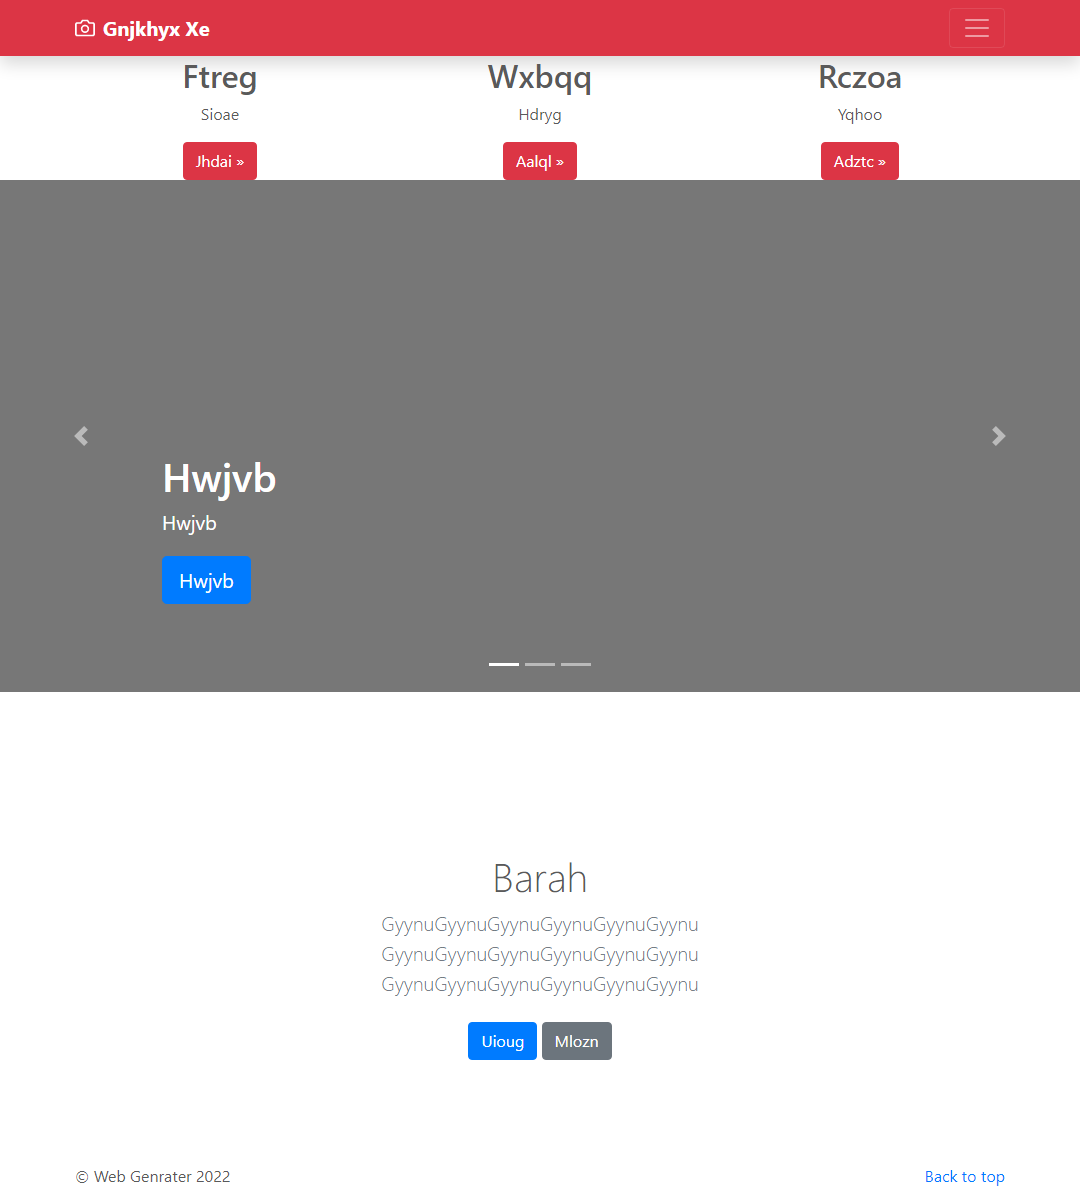 Gnjkhyx Xe
Ftreg
Sioae
Jhdai »
Wxbqq
Hdryg
Aalql »
Rczoa
Yqhoo
Adztc »
Hwjvb
Hwjvb
Hwjvb
Barah
GyynuGyynuGyynuGyynuGyynuGyynu
GyynuGyynuGyynuGyynuGyynuGyynu
GyynuGyynuGyynuGyynuGyynuGyynu
Uioug Mlozn
© Web Genrater 2022
Back to top